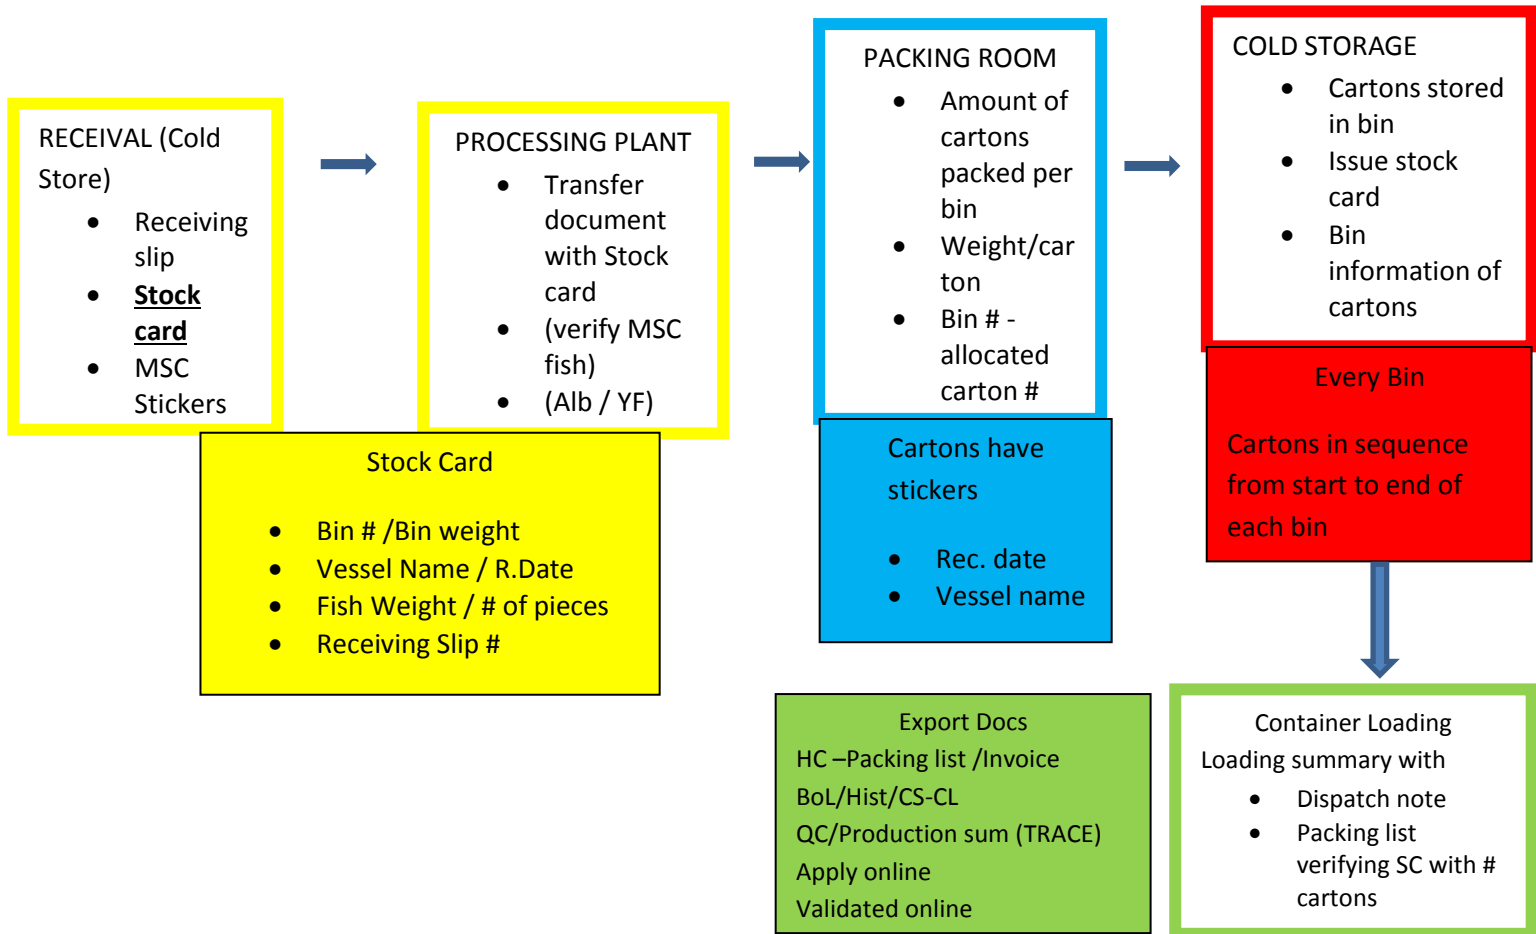 RECEIVAL (Cold
Store)
• Receiving
slip
• Stock
card
• MSC
Stickers
PROCESSING PLANT
• Transfer
document
with Stock
card
• (verify MSC
fish)
• (Alb / YF)
Stock Card
• Bin # /Bin weight
• Vessel Name / R.Date
• Fish Weight / # of pieces
• Receiving Slip #
PACKING ROOM
• Amount of
cartons
packed per
bin
• Weight/car
ton
• Bin # -
allocated
carton #
Cartons have
stickers
• Rec. date
• Vessel name
COLD STORAGE
• Cartons stored
in bin
• Issue stock
card
• Bin
information of
cartons
Every Bin
Cartons in sequence
from start to end of
each bin
Export Docs
HC –Packing list /Invoice
BoL/Hist/CS-CL
QC/Production sum (TRACE)
Apply online
Validated online
Container Loading
Loading summary with
• Dispatch note
• Packing list
verifying SC with #
cartons